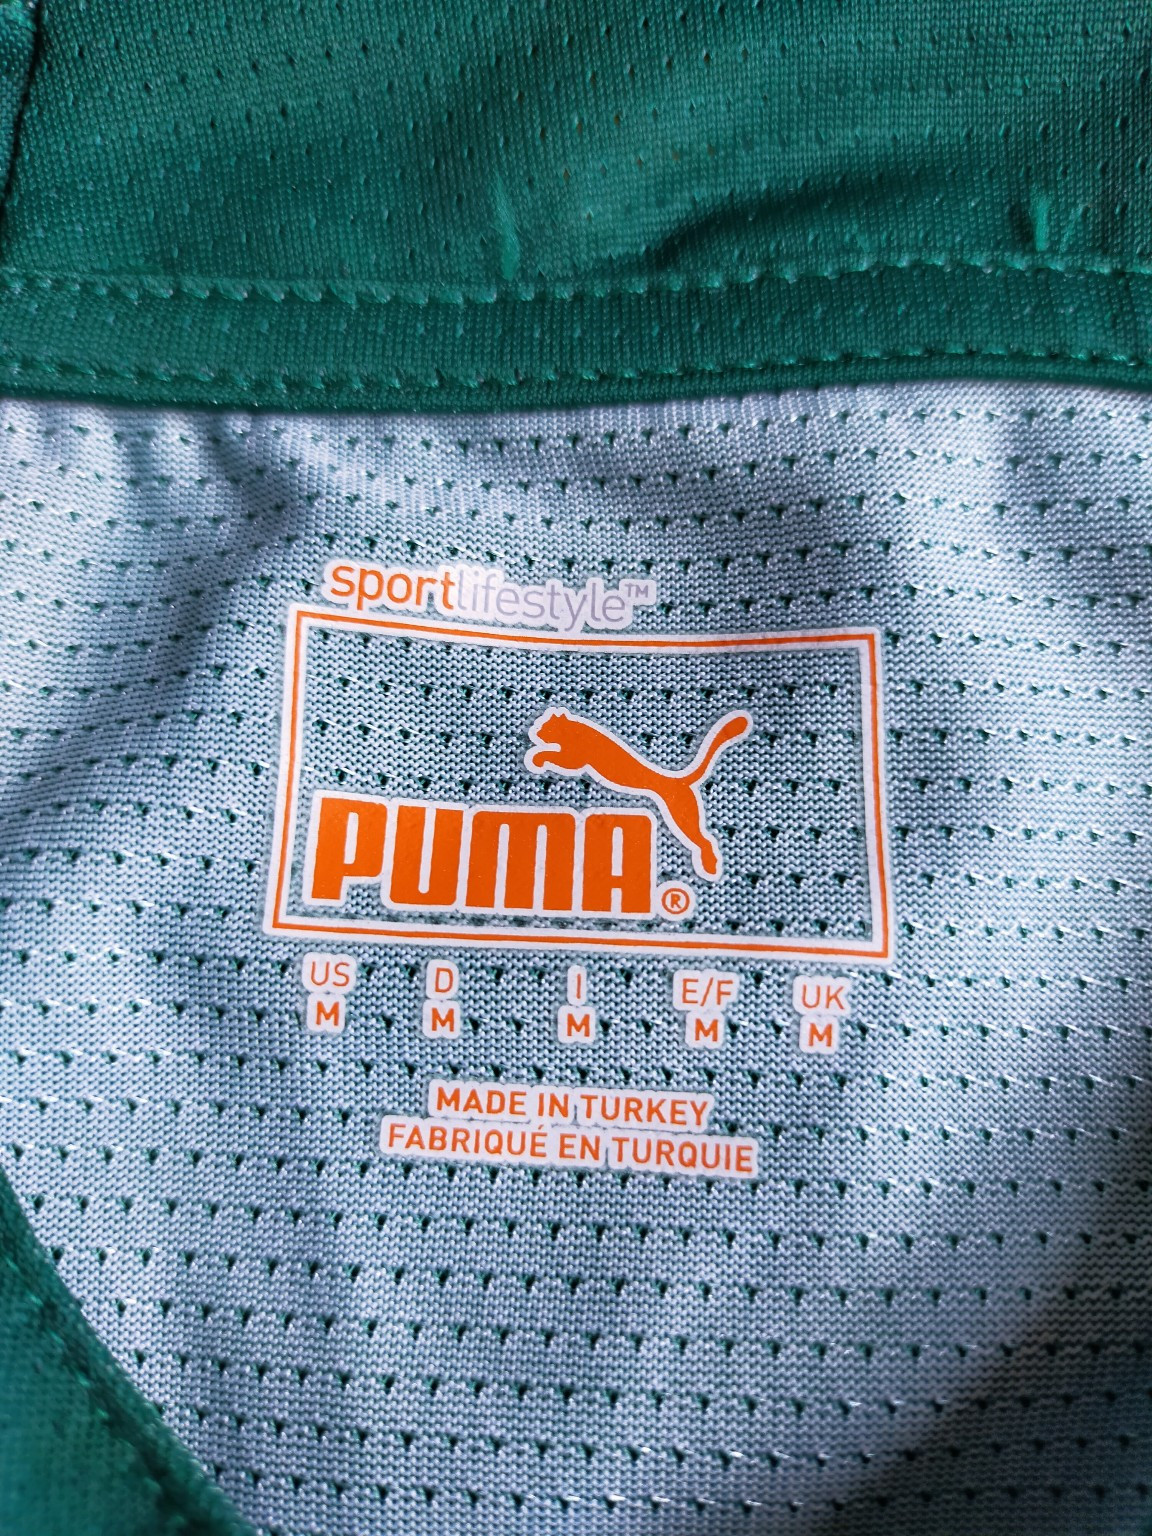 sportlifestyle™
PUMA®
US D I E/F UK
M M M M M
MADE IN TURKEY
FABRIQUÉ EN TURQUIE